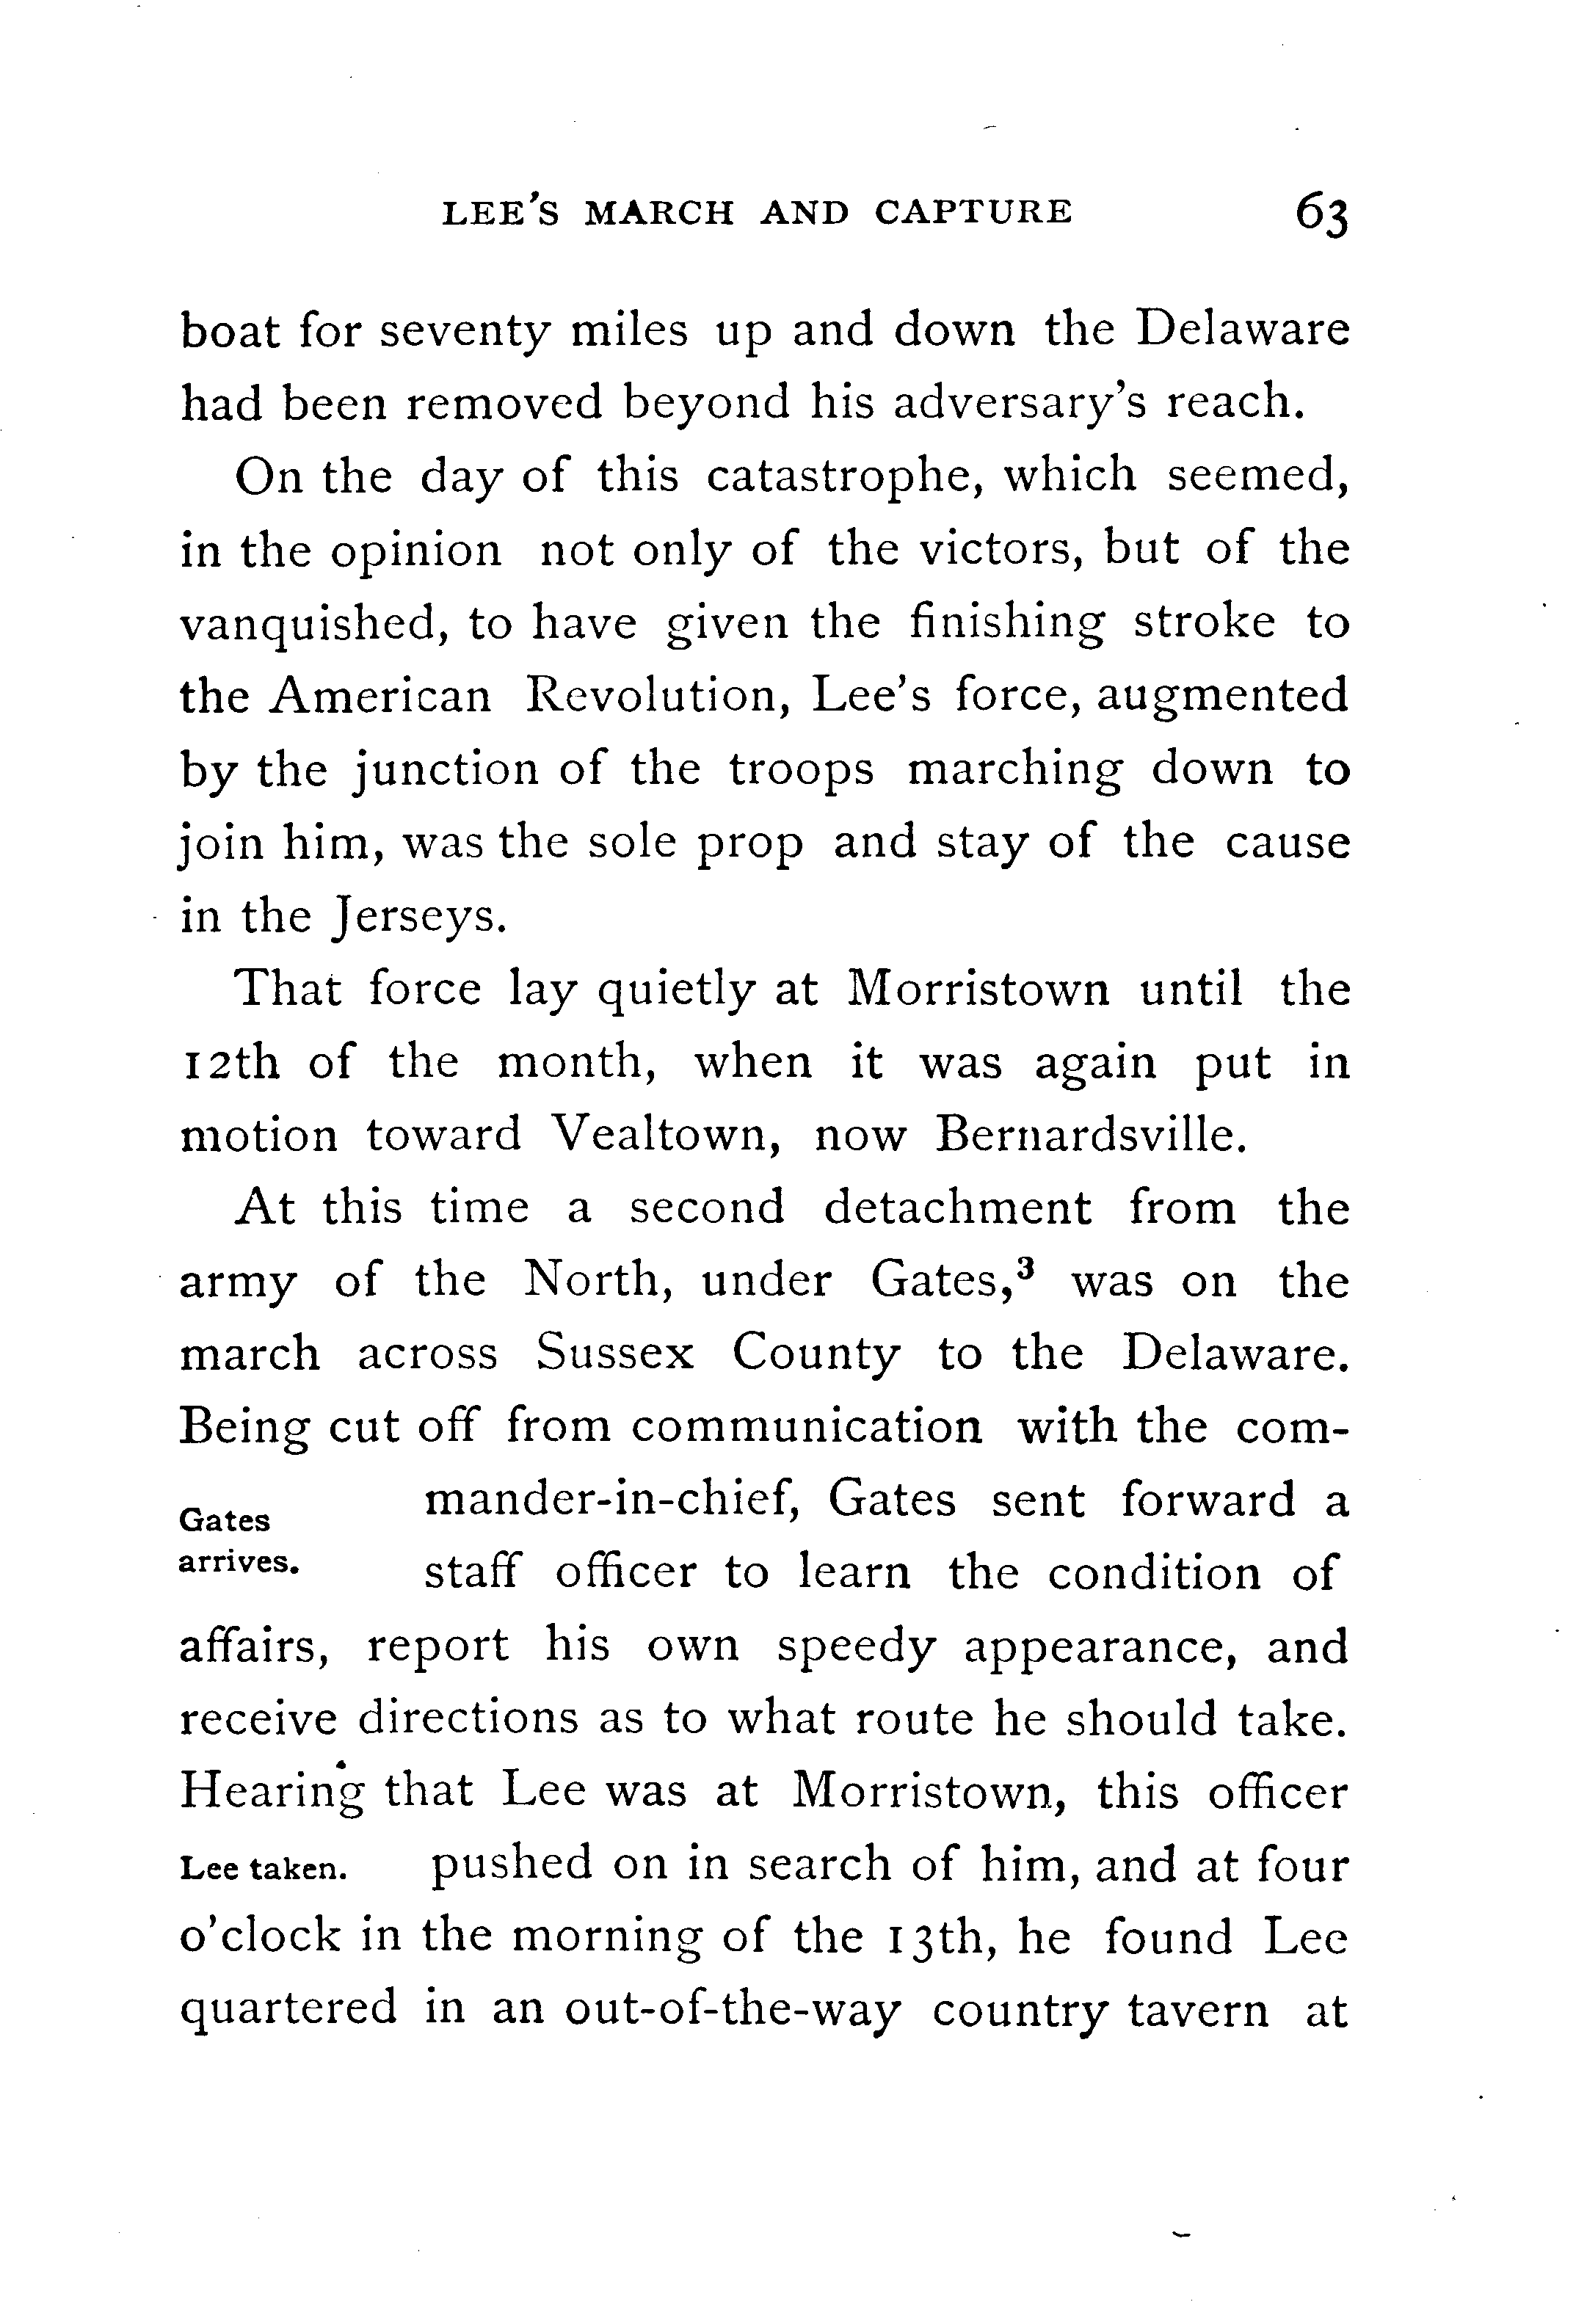 LEE'S MARCH AND CAPTURE 63
boat for seventy miles up and down the Delaware
had been removed beyond his adversary's reach.
On the day of this catastrophe, which seemed,
in the opinion not only of the victors, but of the
vanquished, to have given the finishing stroke to
the American Revolution, Lee's force, augmented
by the junction of the troops marching down to
join him, was the sole prop and stay of the cause
in the Jerseys.
That force lay quietly at Morristown until the
12th of the month, when it was again put in
motion toward Vealtown, now Bernardsville.
At this time a second detachment from the
army of the North, under Gates,³ was on the
march across Sussex County to the Delaware.
Being cut off from communication with the com-
Gates
arrives.
mander-in-chief, Gates sent forward a
staff officer to learn the condition of
affairs, report his own speedy appearance, and
receive directions as to what route he should take.
Hearing that Lee was at Morristown, this officer
Lee taken.
pushed on in search of him, and at four
o'clock in the morning of the 13th, he found Lee
quartered in an out-of-the-way country tavern at